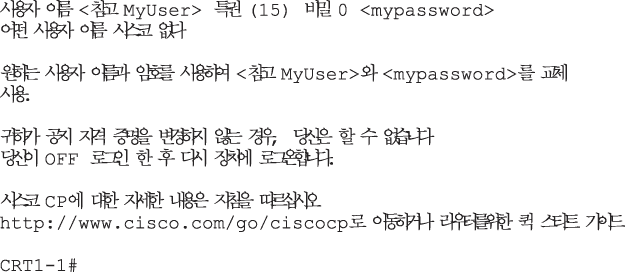 사용자 이름 <참고 MyUser> 특권 (15) 비밀 0 <mypassword>
어떤 사용자 이름 시스코 없다
원하는 사용자 이름과 암호를 사용하여 <참고 MyUser>와 <mypassword>를 교체
사용.
귀하가 공지 자격 증명을 변경하지 않는 경우, 당신은 할 수 없습니다
당신이 OFF 로그인 한 후 다시 장치에 로그온합니다.
시스코 CP에 대한 자세한 내용은 지침을 따르십시오
http://www.cisco.com/go/ciscocp로 이동하거나 라우터를위한 퀵 스타트 가이드
CRT1-1#